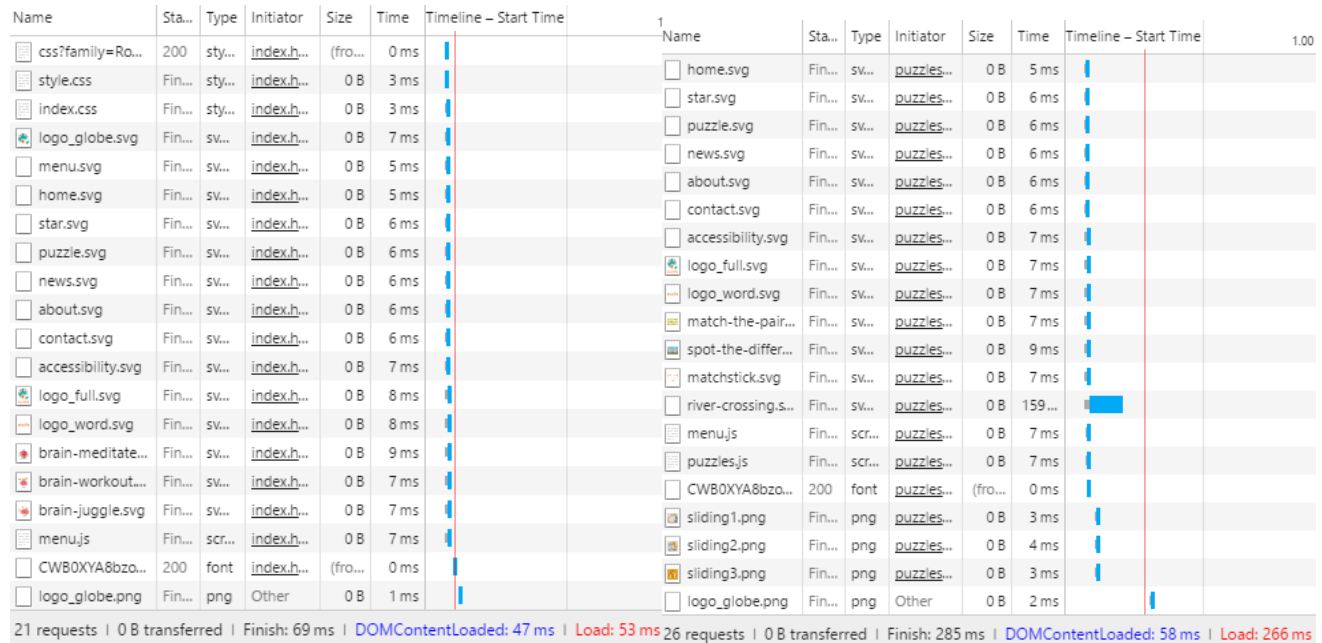 Name Sta... Type Initiator Size Time Timeline – Start Time
css?family=Ro... 200 sty... index.h... (fro... 0 ms
style.css Fin... sty... index.h... 0 B 3 ms
index.css Fin... sty... index.h... 0 B 3 ms
logo_globe.svg Fin... sv... index.h... 0 B 7 ms
menu.svg Fin... sv... index.h... 0 B 5 ms
home.svg Fin... sv... index.h... 0 B 5 ms
star.svg Fin... sv... index.h... 0 B 6 ms
puzzle.svg Fin... sv... index.h... 0 B 6 ms
news.svg Fin... sv... index.h... 0 B 6 ms
about.svg Fin... sv... index.h... 0 B 6 ms
contact.svg Fin... sv... index.h... 0 B 6 ms
accessibility.svg Fin... sv... index.h... 0 B 7 ms
logo_full.svg Fin... sv... index.h... 0 B 8 ms
logo_word.svg Fin... sv... index.h... 0 B 8 ms
brain-meditate... Fin... sv... index.h... 0 B 9 ms
brain-workout.... Fin... sv... index.h... 0 B 7 ms
brain-juggle.svg Fin... sv... index.h... 0 B 7 ms
menu.js Fin... scr... index.h... 0 B 7 ms
CWB0XYA8bzo... 200 font index.h... (fro... 0 ms
logo_globe.png Fin... png Other 0 B 1 ms
21 requests | 0 B transferred | Finish: 69 ms | DOMContentLoaded: 47 ms | Load: 53 ms
1
Name Sta... Type Initiator Size Time Timeline – Start Time 1.00
home.svg Fin... sv... puzzles... 0 B 5 ms
star.svg Fin... sv... puzzles... 0 B 6 ms
puzzle.svg Fin... sv... puzzles... 0 B 6 ms
news.svg Fin... sv... puzzles... 0 B 6 ms
about.svg Fin... sv... puzzles... 0 B 6 ms
contact.svg Fin... sv... puzzles... 0 B 6 ms
accessibility.svg Fin... sv... puzzles... 0 B 7 ms
logo_full.svg Fin... sv... puzzles... 0 B 7 ms
logo_word.svg Fin... sv... puzzles... 0 B 7 ms
match-the-pair... Fin... sv... puzzles... 0 B 7 ms
spot-the-differ... Fin... sv... puzzles... 0 B 9 ms
matchstick.svg Fin... sv... puzzles... 0 B 7 ms
river-crossing.s... Fin... sv... puzzles... 0 B 159 ...
menu.js Fin... scr... puzzles... 0 B 7 ms
puzzles.js Fin... scr... puzzles... 0 B 7 ms
CWB0XYA8bzo... 200 font puzzles... (fro... 0 ms
sliding1.png Fin... png puzzles... 0 B 3 ms
sliding2.png Fin... png puzzles... 0 B 4 ms
sliding3.png Fin... png puzzles... 0 B 3 ms
logo_globe.png Fin... png Other 0 B 2 ms
26 requests | 0 B transferred | Finish: 285 ms | DOMContentLoaded: 58 ms | Load: 266 ms